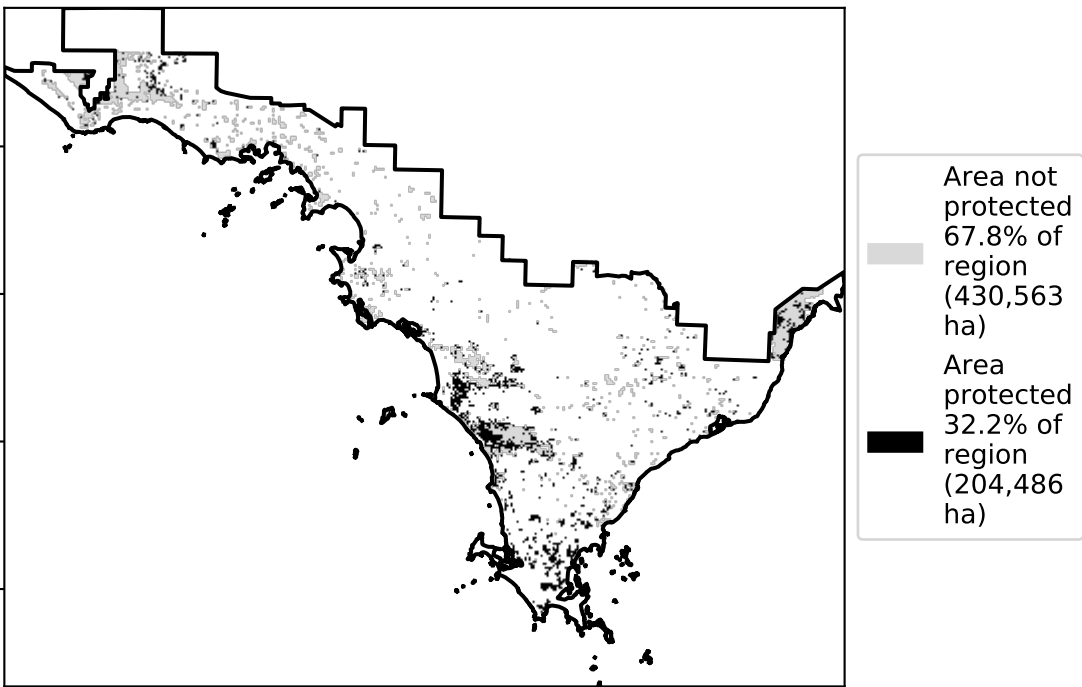 Area not
protected
67.8% of
region
(430,563
ha)
Area
protected
32.2% of
region
(204,486
ha)